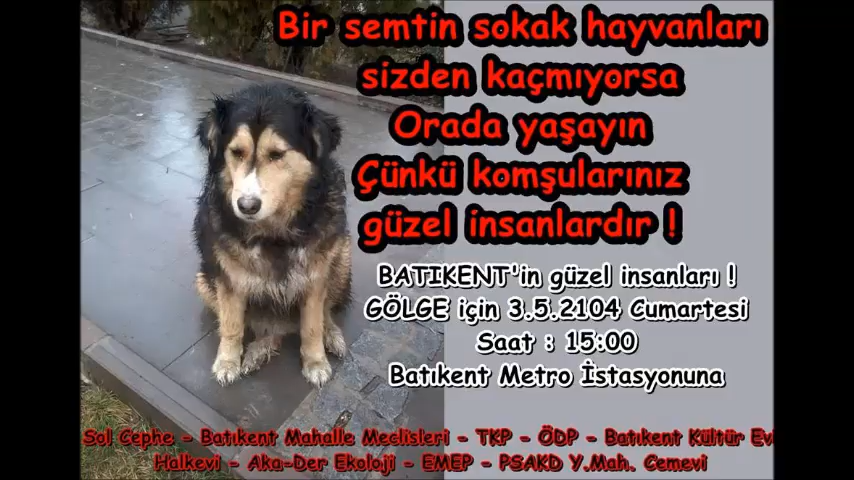 Bir semtin sokak hayvanları
sizden kaçmıyorsa
Orada yaşayın
Çünkü komşularınız
güzel insanlardır !
BATIKENT'in güzel insanları !
GÖLGE için 3.5.2104 Cumartesi
Saat : 15:00
Batıkent Metro İstasyonuna
Sol Cephe - Batıkent Mahalle Meclisleri - TKP - ÖDP - Batıkent Kültür Evi
Halkevi - Aka-Der Ekoloji - EMEP - PSAKD Y.Mah. Cemevi